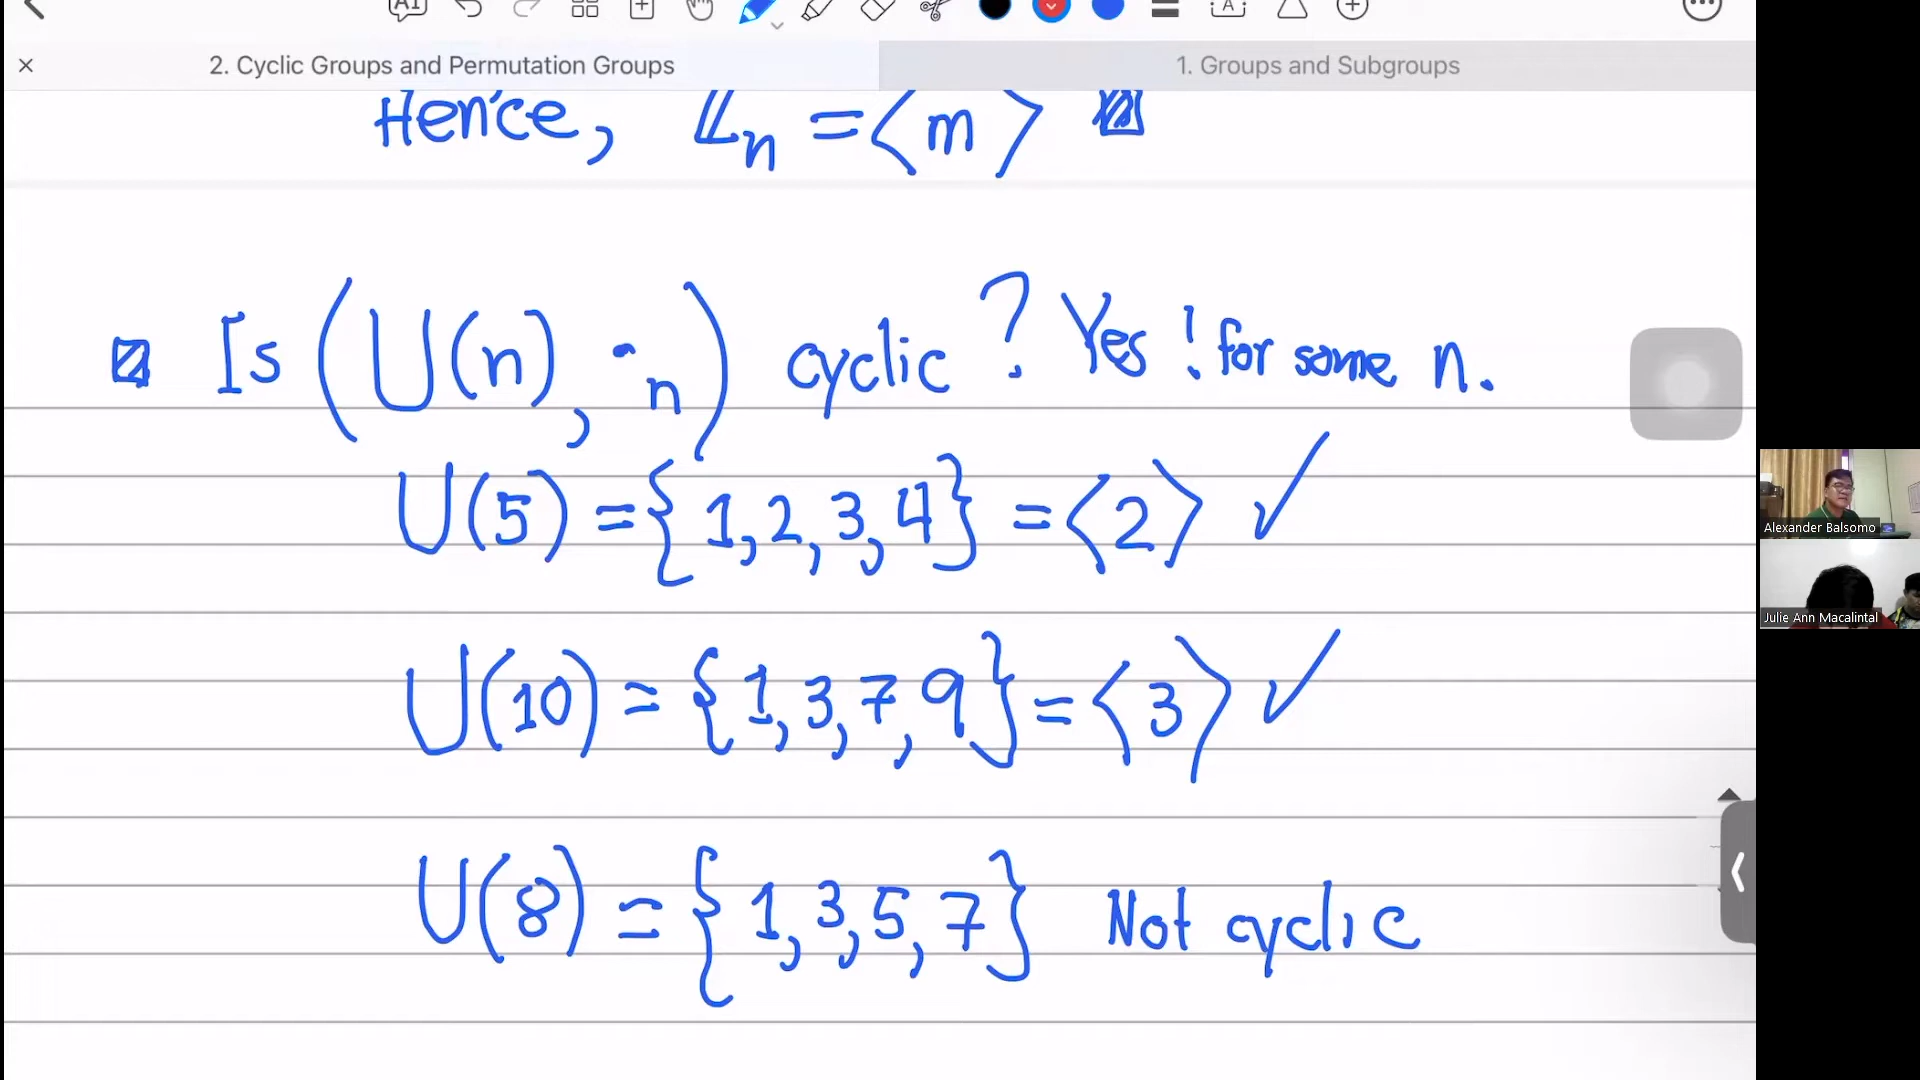 2. Cyclic Groups and Permutation Groups
1. Groups and Subgroups
Hence, ℤn = ⟨m⟩
Is (U(n), ·n) cyclic? Yes! for some n.
U(5) = {1, 2, 3, 4} = ⟨2⟩ ✓
U(10) = {1, 3, 7, 9} = ⟨3⟩ ✓
U(8) = {1, 3, 5, 7} Not cyclic
Alexander Balsomo
Julie Ann Macalintal